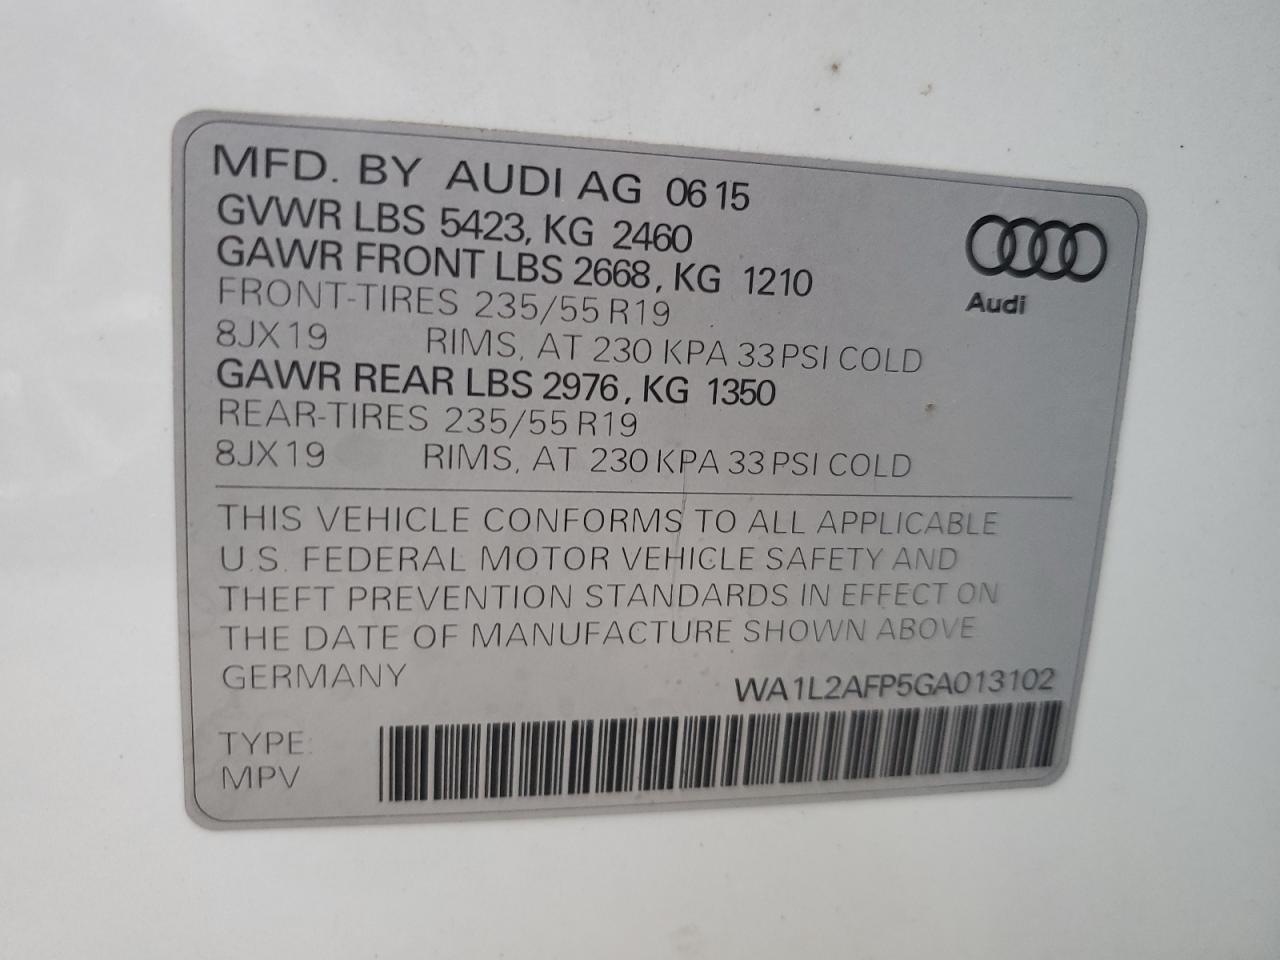 MFD. BY AUDI AG 0615
GVWR LBS 5423, KG 2460
GAWR FRONT LBS 2668, KG 1210
FRONT-TIRES 235/55 R19
8JX19 RIMS, AT 230 KPA 33 PSI COLD
GAWR REAR LBS 2976, KG 1350
REAR-TIRES 235/55 R19
8JX19 RIMS, AT 230 KPA 33 PSI COLD
Audi
THIS VEHICLE CONFORMS TO ALL APPLICABLE
U.S. FEDERAL MOTOR VEHICLE SAFETY AND
THEFT PREVENTION STANDARDS IN EFFECT ON
THE DATE OF MANUFACTURE SHOWN ABOVE
GERMANY
WA1L2AFP5GA013102
TYPE:
MPV